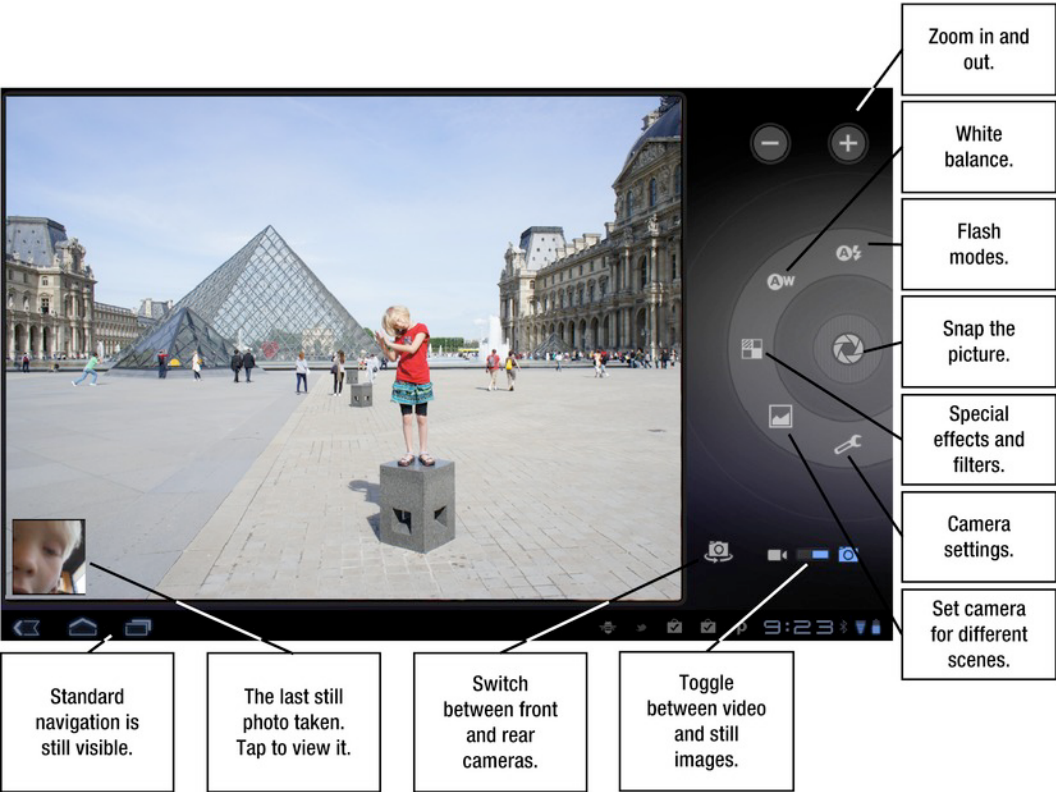 Zoom in and
out.
White
balance.
Flash
modes.
Snap the
picture.
Special
effects and
filters.
Camera
settings.
Set camera
for different
scenes.
A
AW
9:23
Standard
navigation is
still visible.
The last still
photo taken.
Tap to view it.
Switch
between front
and rear
cameras.
Toggle
between video
and still
images.